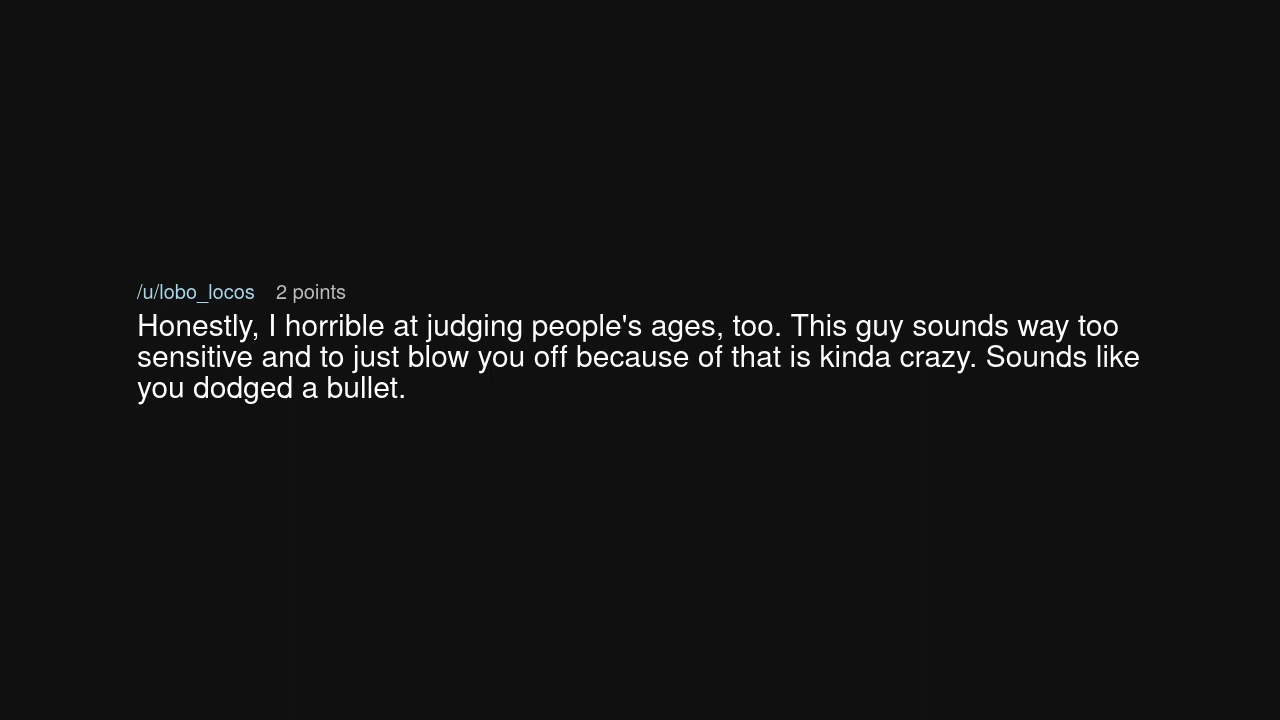 /u/lobo_locos 2 points
Honestly, I horrible at judging people's ages, too. This guy sounds way too
sensitive and to just blow you off because of that is kinda crazy. Sounds like
you dodged a bullet.